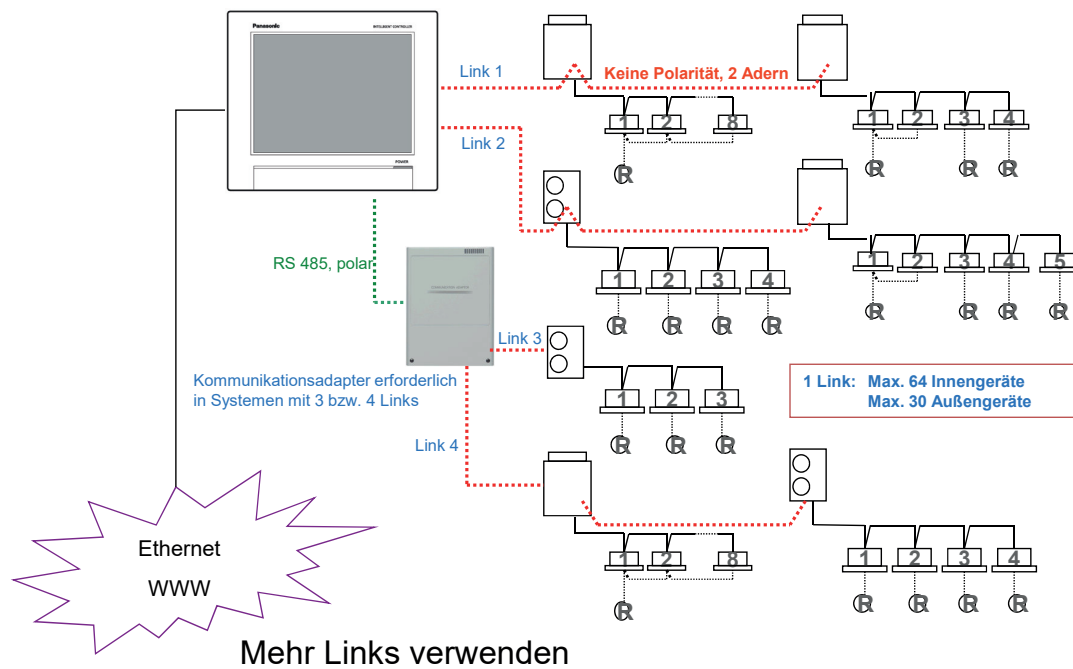 Panasonic
INTELLIGENT CONTROLLER
POWER
Link 1
Keine Polarität, 2 Adern
1 2 8
R
1 2 3 4
R R R
Link 2
1 2 3 4
R R R R
1 2 3 4 5
R R R R
RS 485, polar
Link 3
1 2 3
R R R
Kommunikationsadapter erforderlich
in Systemen mit 3 bzw. 4 Links
1 Link: Max. 64 Innengeräte
Max. 30 Außengeräte
Link 4
1 2 8
R
1 2 3 4
R R R R
Ethernet
WWW
Mehr Links verwenden